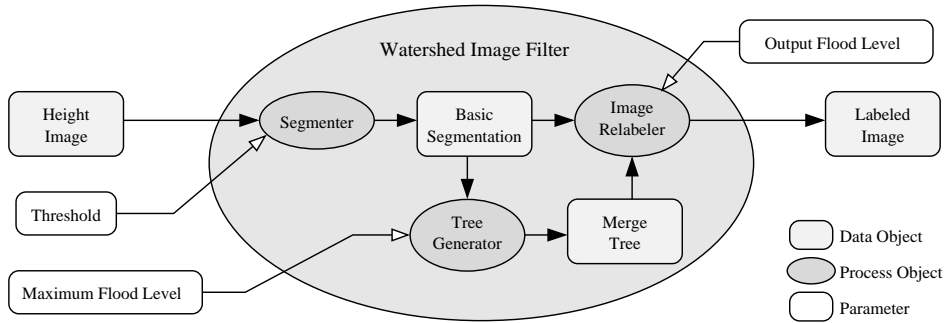 Watershed Image Filter
Output Flood Level
Height
Image
Segmenter
Basic
Segmentation
Image
Relabeler
Labeled
Image
Threshold
Tree
Generator
Merge
Tree
Maximum Flood Level
Data Object
Process Object
Parameter